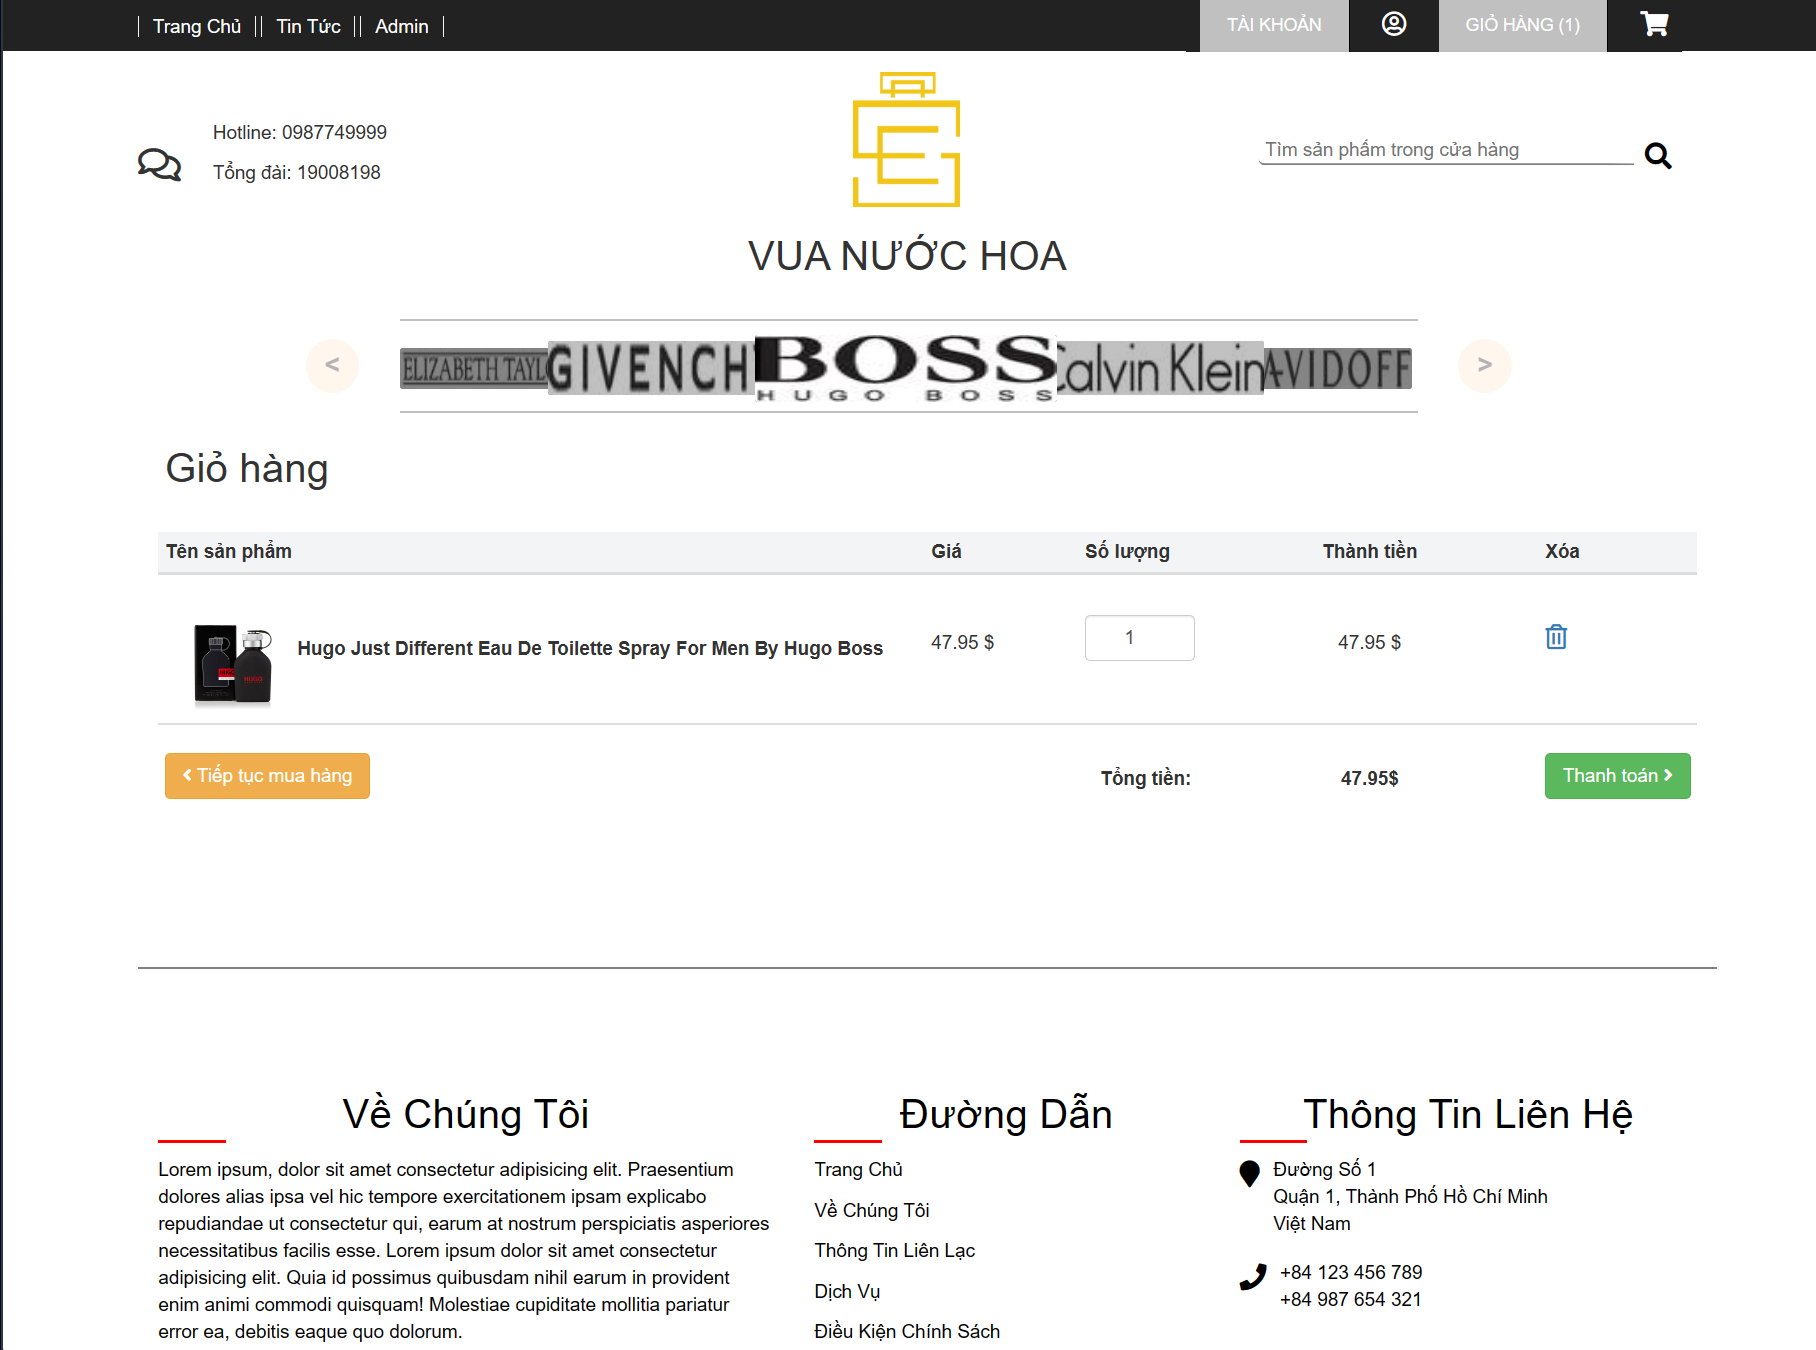 Trang Chủ
Tin Tức
Admin
TÀI KHOẢN
GIỎ HÀNG (1)
Hotline: 0987749999
Tổng đài: 19008198
Tìm sản phẩm trong cửa hàng
VUA NƯỚC HOA
<
ELIZABETH TAYL
GIVENCH
BOSS
HUGO BOSS
Calvin Klein
AVIDOFF
>
Giỏ hàng
Tên sản phẩm Giá Số lượng Thành tiền Xóa
HUGO
Hugo Just Different Eau De Toilette Spray For Men By Hugo Boss 47.95 $ 1 47.95 $
Tiếp tục mua hàng Tổng tiền: 47.95$ Thanh toán
Về Chúng Tôi
Lorem ipsum, dolor sit amet consectetur adipisicing elit. Praesentium
dolores alias ipsa vel hic tempore exercitationem ipsam explicabo
repudiandae ut consectetur qui, earum at nostrum perspiciatis asperiores
necessitatibus facilis esse. Lorem ipsum dolor sit amet consectetur
adipisicing elit. Quia id possimus quibusdam nihil earum in provident
enim animi commodi quisquam! Molestiae cupiditate mollitia pariatur
error ea, debitis eaque quo dolorum.
Đường Dẫn
Trang Chủ
Về Chúng Tôi
Thông Tin Liên Lạc
Dịch Vụ
Điều Kiện Chính Sách
Thông Tin Liên Hệ
Đường Số 1
Quận 1, Thành Phố Hồ Chí Minh
Việt Nam
+84 123 456 789
+84 987 654 321